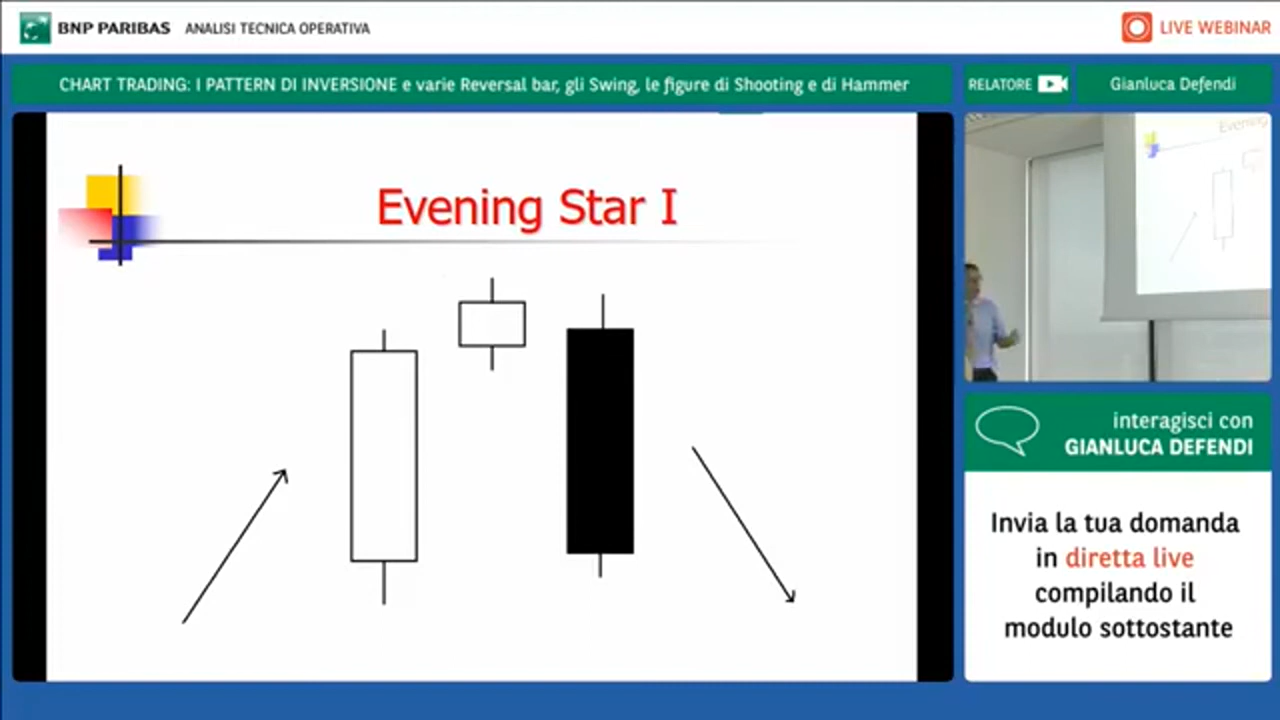 BNP PARIBAS ANALISI TECNICA OPERATIVA
LIVE WEBINAR
CHART TRADING: I PATTERN DI INVERSIONE e varie Reversal bar, gli Swing, le figure di Shooting e di Hammer
RELATORE
Gianluca Defendi
Evening Star I
Evening
interagisci con
GIANLUCA DEFENDI
Invia la tua domanda
in diretta live
compilando il
modulo sottostante